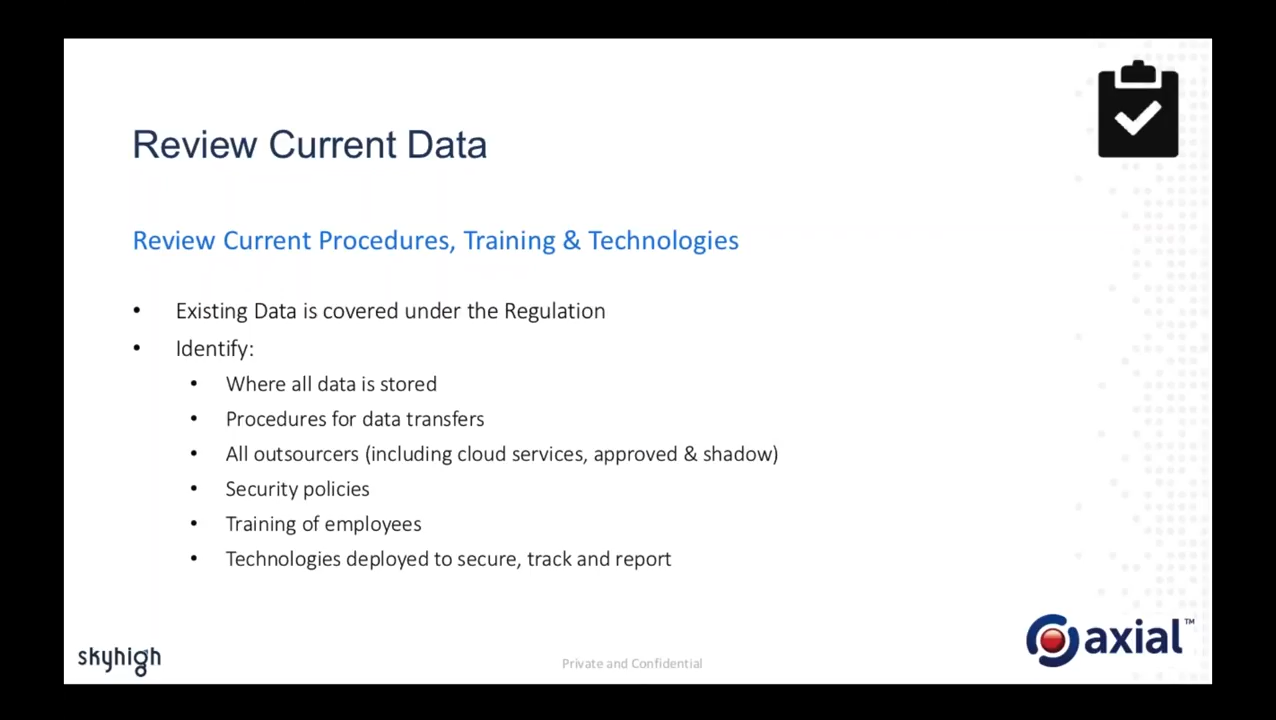 Review Current Data
Review Current Procedures, Training & Technologies
• Existing Data is covered under the Regulation
• Identify:
• Where all data is stored
• Procedures for data transfers
• All outsourcers (including cloud services, approved & shadow)
• Security policies
• Training of employees
• Technologies deployed to secure, track and report
skyhigh
Private and Confidential
axial™